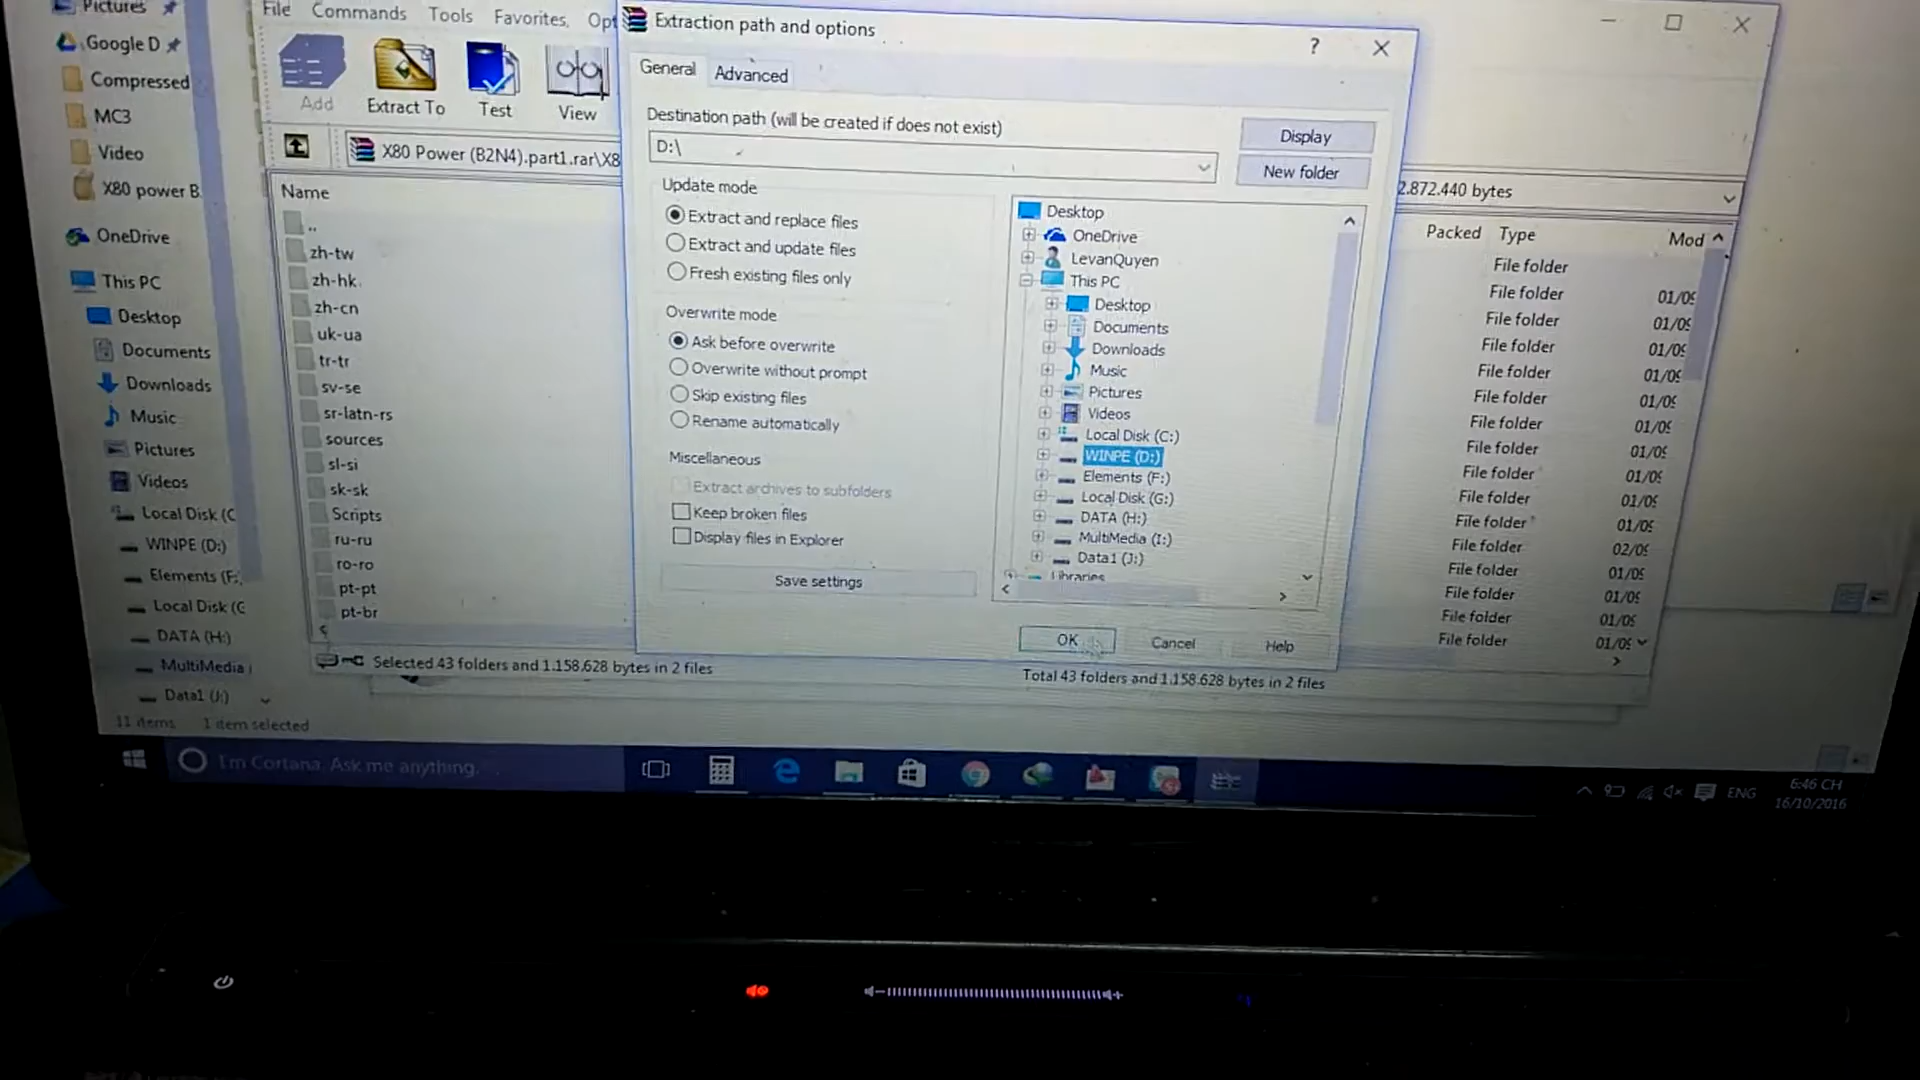 Pictures
Google D
Compressed
MC3
Video
X80 power B
OneDrive
This PC
Desktop
Documents
Downloads
Music
Pictures
Videos
Local Disk (C
WINPE (D:)
Elements (F:
Local Disk (G
DATA (H:)
MultiMedia
Data1 (J:)
11 items 1 item selected
File Commands Tools Favorites Opt
Add Extract To Test View
X80 Power (B2N4).part1.rar\X8
2.872.440 bytes
Name
Packed Type Mod
..
zh-tw
zh-hk
zh-cn
uk-ua
tr-tr
sv-se
sr-latn-rs
sources
sl-si
sk-sk
Scripts
ru-ru
ro-ro
pt-pt
pt-br
Selected 43 folders and 1.158.628 bytes in 2 files
Extraction path and options
? ×
General Advanced
Destination path (will be created if does not exist)
D:\
Display
New folder
Update mode
Extract and replace files
Extract and update files
Fresh existing files only
Overwrite mode
Ask before overwrite
Overwrite without prompt
Skip existing files
Rename automatically
Miscellaneous
Extract archives to subfolders
Keep broken files
Display files in Explorer
Save settings
Desktop
OneDrive
LevanQuyen
This PC
Desktop
Documents
Downloads
Music
Pictures
Videos
Local Disk (C:)
WINPE (D:)
Elements (F:)
Local Disk (G:)
DATA (H:)
MultiMedia (I:)
Data1 (J:)
Libraries
OK Cancel Help
File folder
File folder 01/09
File folder 01/09
File folder 01/09
File folder 01/09
File folder 01/09
File folder 01/09
File folder 01/09
File folder 01/09
File folder 01/09
File folder 01/09
File folder 02/09
File folder 01/09
File folder 01/09
File folder 01/09
File folder 01/09
Total 43 folders and 1.158.628 bytes in 2 files
I'm Cortana. Ask me anything.
ENG
6:46 CH
16/10/2016